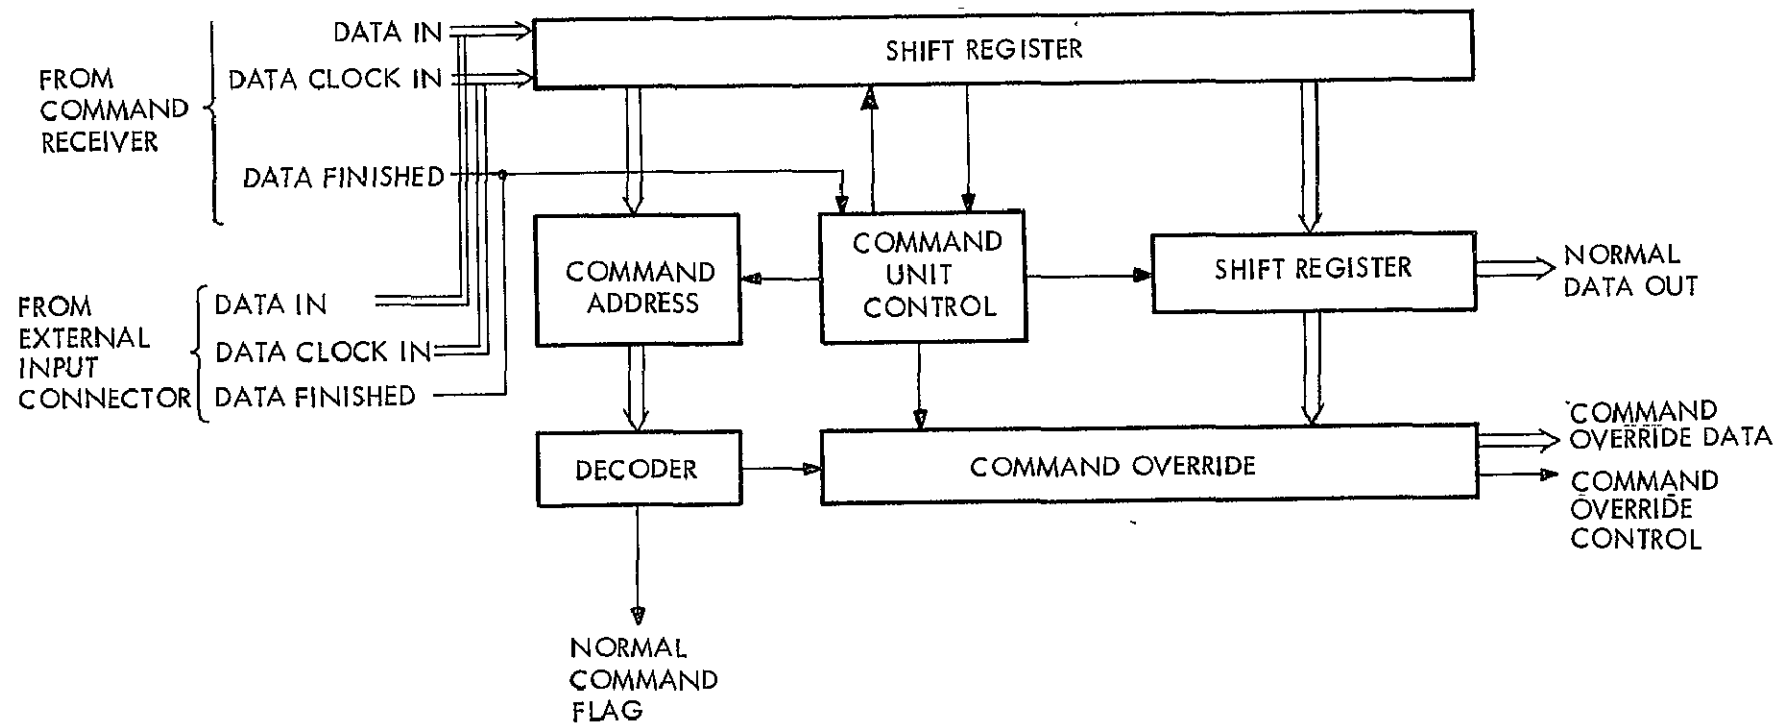 FROM
COMMAND
RECEIVER
DATA IN
DATA CLOCK IN
DATA FINISHED
FROM
EXTERNAL
INPUT
CONNECTOR
DATA IN
DATA CLOCK IN
DATA FINISHED
SHIFT REGISTER
COMMAND
ADDRESS
COMMAND
UNIT
CONTROL
SHIFT REGISTER
NORMAL
DATA OUT
DECODER
COMMAND OVERRIDE
COMMAND
OVERRIDE DATA
COMMAND
OVERRIDE
CONTROL
NORMAL
COMMAND
FLAG